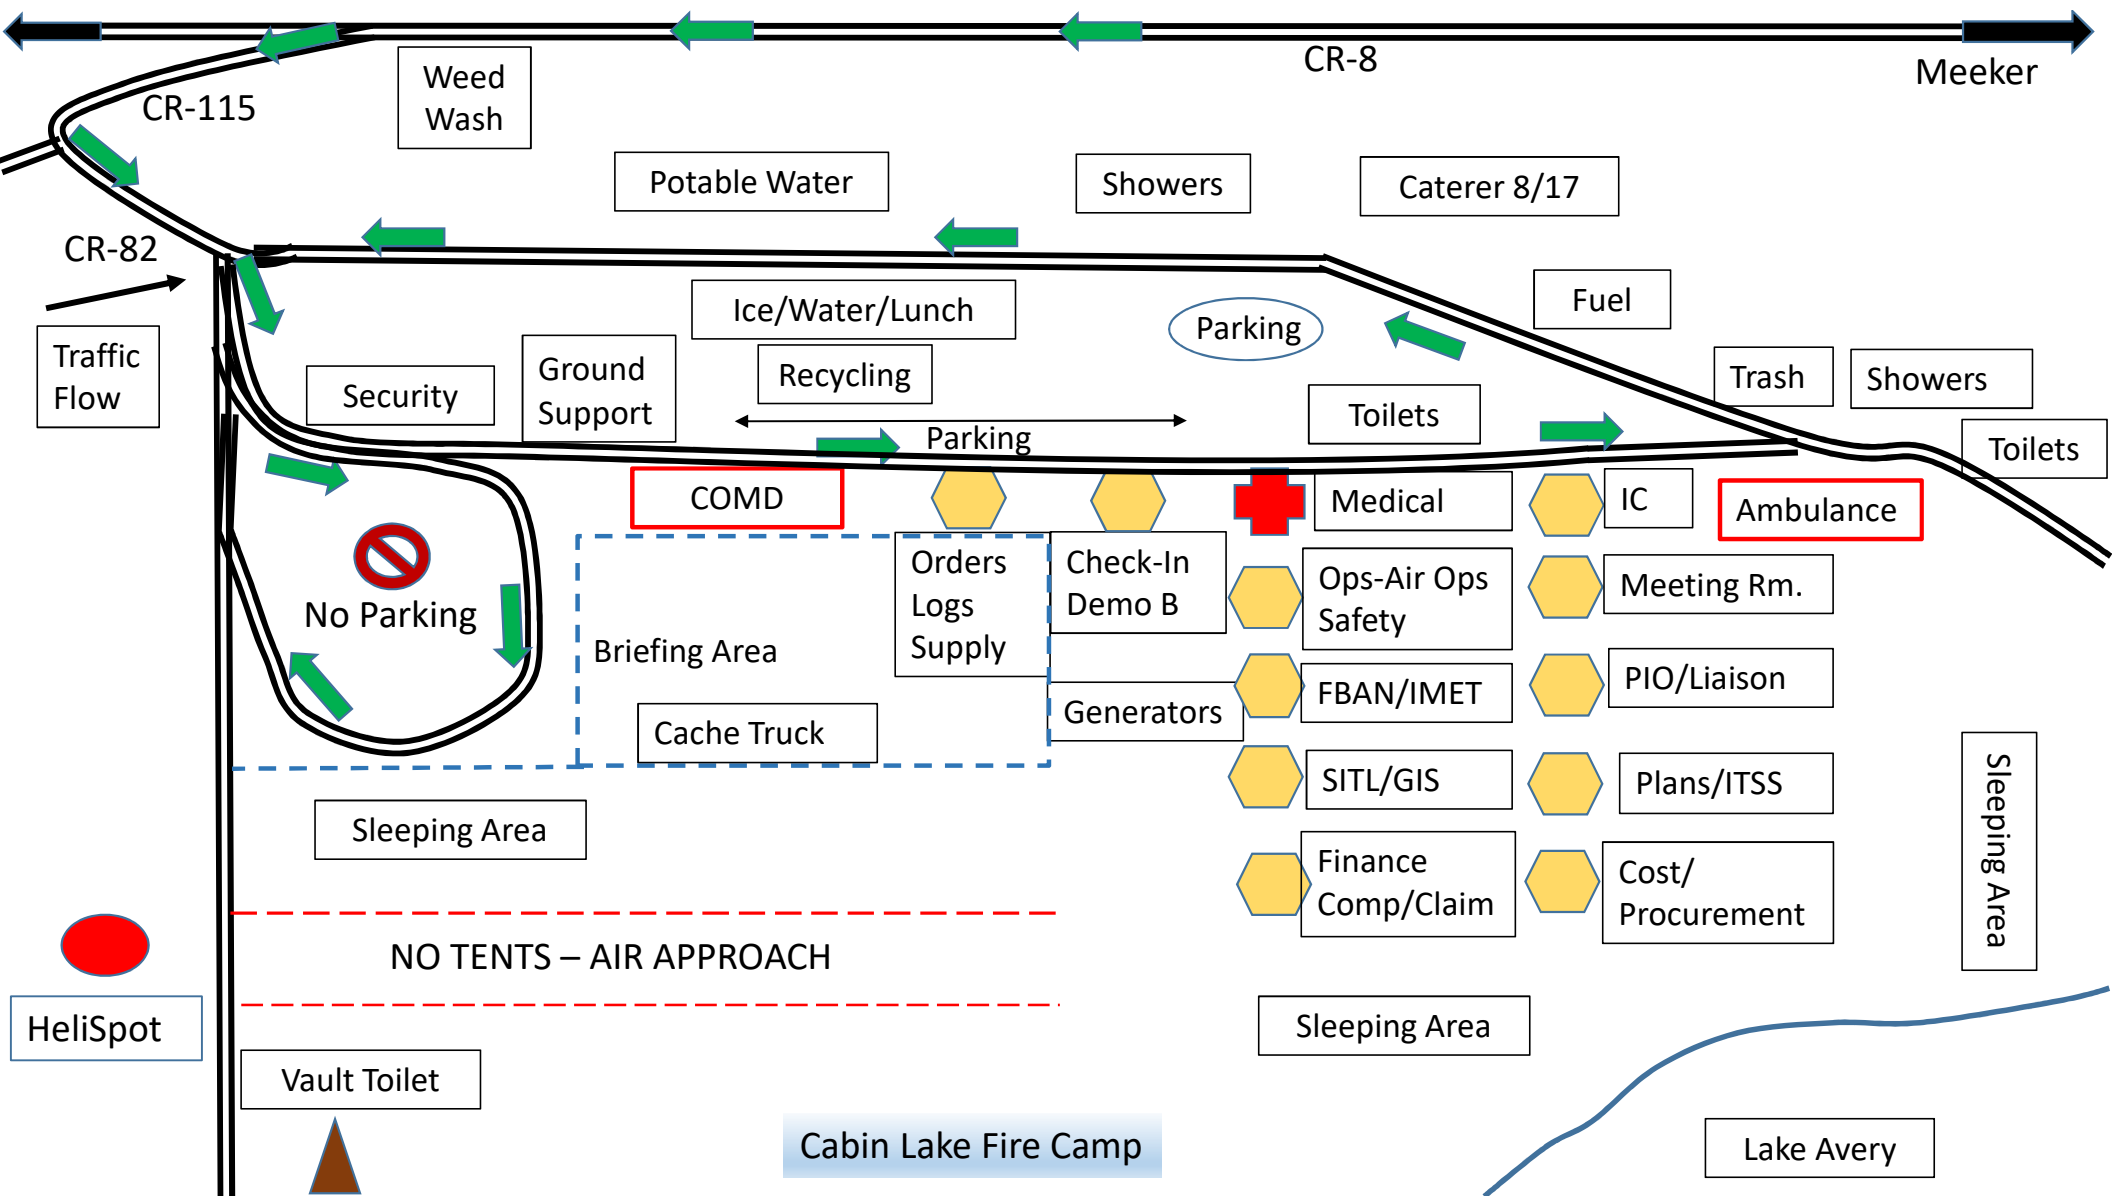 CR-8
Meeker
Weed
Wash
CR-115
Potable Water
Showers
Caterer 8/17
CR-82
Traffic
Flow
Ice/Water/Lunch
Fuel
Parking
Ground
Support
Recycling
Security
Trash
Showers
Toilets
Parking
Toilets
COMD
Medical
IC
Ambulance
No Parking
Briefing Area
Orders
Logs
Supply
Check-In
Demo B
Ops-Air Ops
Safety
Meeting Rm.
Cache Truck
Generators
FBAN/IMET
PIO/Liaison
SITL/GIS
Plans/ITSS
Sleeping Area
Sleeping Area
Finance
Comp/Claim
Cost/
Procurement
NO TENTS – AIR APPROACH
HeliSpot
Sleeping Area
Vault Toilet
Cabin Lake Fire Camp
Lake Avery